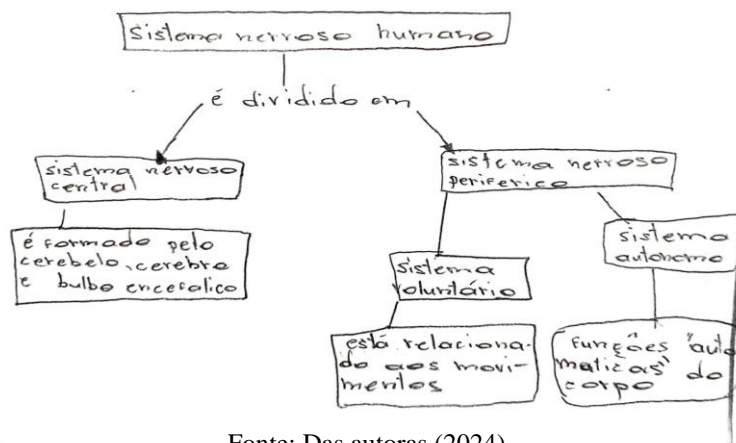 sistema nervoso humano
é dividido em
sistema nervoso
central
sistema nervoso
periferico
é formado pelo
cerebelo, cerebro
e bulbo encefalico
sistema
voluntário
sistema
autonomo
está relaciona-
do aos movi-
mentos
funções "auto
maticas" do
corpo
Fonte: Das autoras (2024)